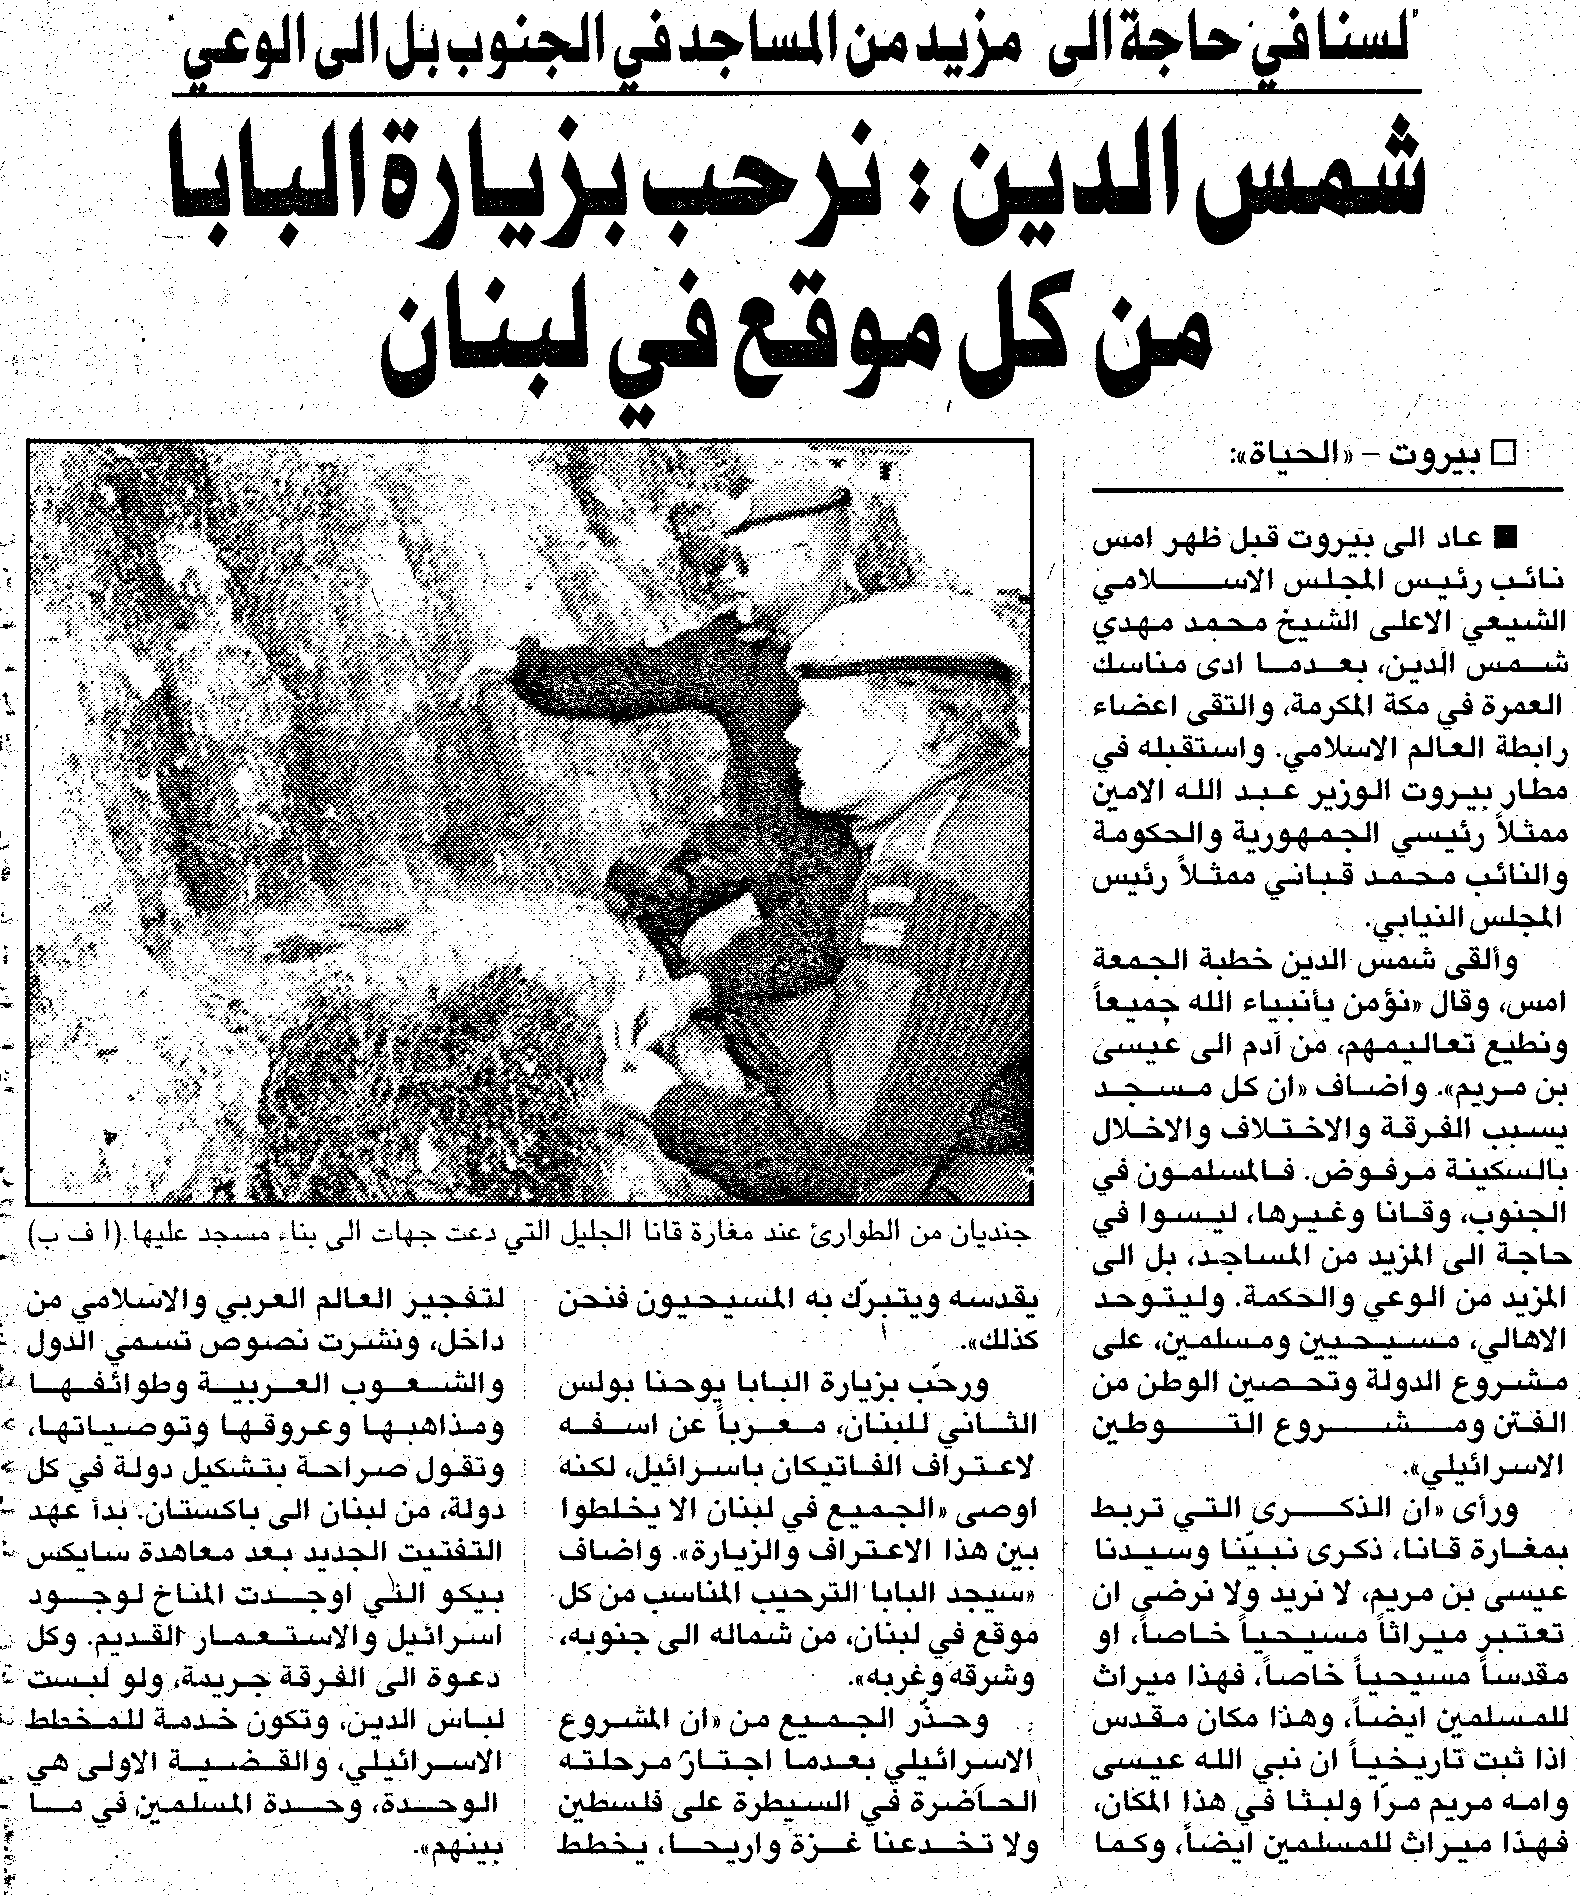 "لسنا في حاجة الى مزيد من المساجد في الجنوب بل الى الوعي"
شمس الدين : نرحب بزيارة البابا
من كل موقع في لبنان
□ بيروت – «الحياة»:
■ عاد الى بيروت قبل ظهر امس
نائب رئيس المجلس الاسلامي
الشيعي الاعلى الشيخ محمد مهدي
شمس الدين، بعدما ادى مناسك
العمرة في مكة المكرمة، والتقى اعضاء
رابطة العالم الاسلامي. واستقبله في
مطار بيروت الوزير عبد الله الامين
ممثلاً رئيسي الجمهورية والحكومة
والنائب محمد قباني ممثلاً رئيس
المجلس النيابي.
وألقى شمس الدين خطبة الجمعة
امس، وقال «نؤمن بأنبياء الله جميعاً
ونطيع تعاليمهم، من آدم الى عيسى
بن مريم». واضاف «ان كل مسجد
يسبب الفرقة والاختلاف والاخلال
بالسكينة مرفوض. فالمسلمون في
الجنوب، وقانا وغيرها، ليسوا في
حاجة الى المزيد من المساجد، بل الى
المزيد من الوعي والحكمة. وليتوحد
الاهالي، مسيحيين ومسلمين، على
مشروع الدولة وتحصين الوطن من
الفتن ومشروع التوطين
الاسرائيلي».
ورأى «ان الذكرى التي تربط
بمغارة قانا، ذكرى نبيّنا وسيدنا
عيسى بن مريم، لا نريد ولا نرضى ان
تعتبر ميراثاً مسيحياً خاصاً، او
مقدساً مسيحياً خاصاً، فهذا ميراث
للمسلمين ايضاً، وهذا مكان مقدس
اذا ثبت تاريخياً ان نبي الله عيسى
وامه مريم مرّا ولبثا في هذا المكان،
فهذا ميراث للمسلمين ايضاً، وكما
جنديان من الطوارئ عند مغارة قانا الجليل التي دعت جهات الى بناء مسجد عليها (ا ف ب)
يقدسه ويتبرّك به المسيحيون فنحن
كذلك».
ورحّب بزيارة البابا يوحنا بولس
الثاني للبنان، معرباً عن اسفه
لاعتراف الفاتيكان باسرائيل، لكنه
اوصى «الجميع في لبنان الا يخلطوا
بين هذا الاعتراف والزيارة». واضاف
«سيجد البابا الترحيب المناسب من كل
موقع في لبنان، من شماله الى جنوبه،
وشرقه وغربه».
وحذّر الجميع من «ان المشروع
الاسرائيلي بعدما اجتاز مرحلته
الحاضرة في السيطرة على فلسطين
ولا تخدعنا غزة واريحا، يخطط
لتفجير العالم العربي والاسلامي من
داخل، ونشرت نصوص تسمي الدول
والشعوب العربية وطوائفها
ومذاهبها وعروقها وتوصياتها،
وتقول صراحة بتشكيل دولة في كل
دولة، من لبنان الى باكستان. بدأ عهد
التفتيت الجديد بعد معاهدة سايكس
بيكو التي اوجدت المناخ لوجود
اسرائيل والاستعمار القديم. وكل
دعوة الى الفرقة جريمة، ولو لبست
لباس الدين، وتكون خدمة للمخطط
الاسرائيلي، والقضية الاولى هي
الوحدة، وحدة المسلمين في ما
بينهم».